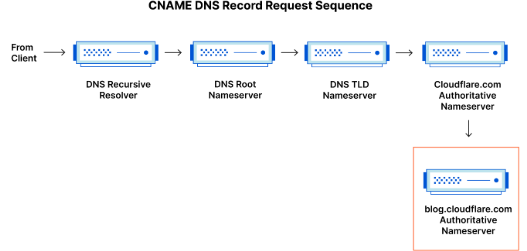 CNAME DNS Record Request Sequence
From
Client
DNS Recursive
Resolver
DNS Root
Nameserver
DNS TLD
Nameserver
Cloudflare.com
Authoritative
Nameserver
blog.cloudflare.com
Authoritative
Nameserver